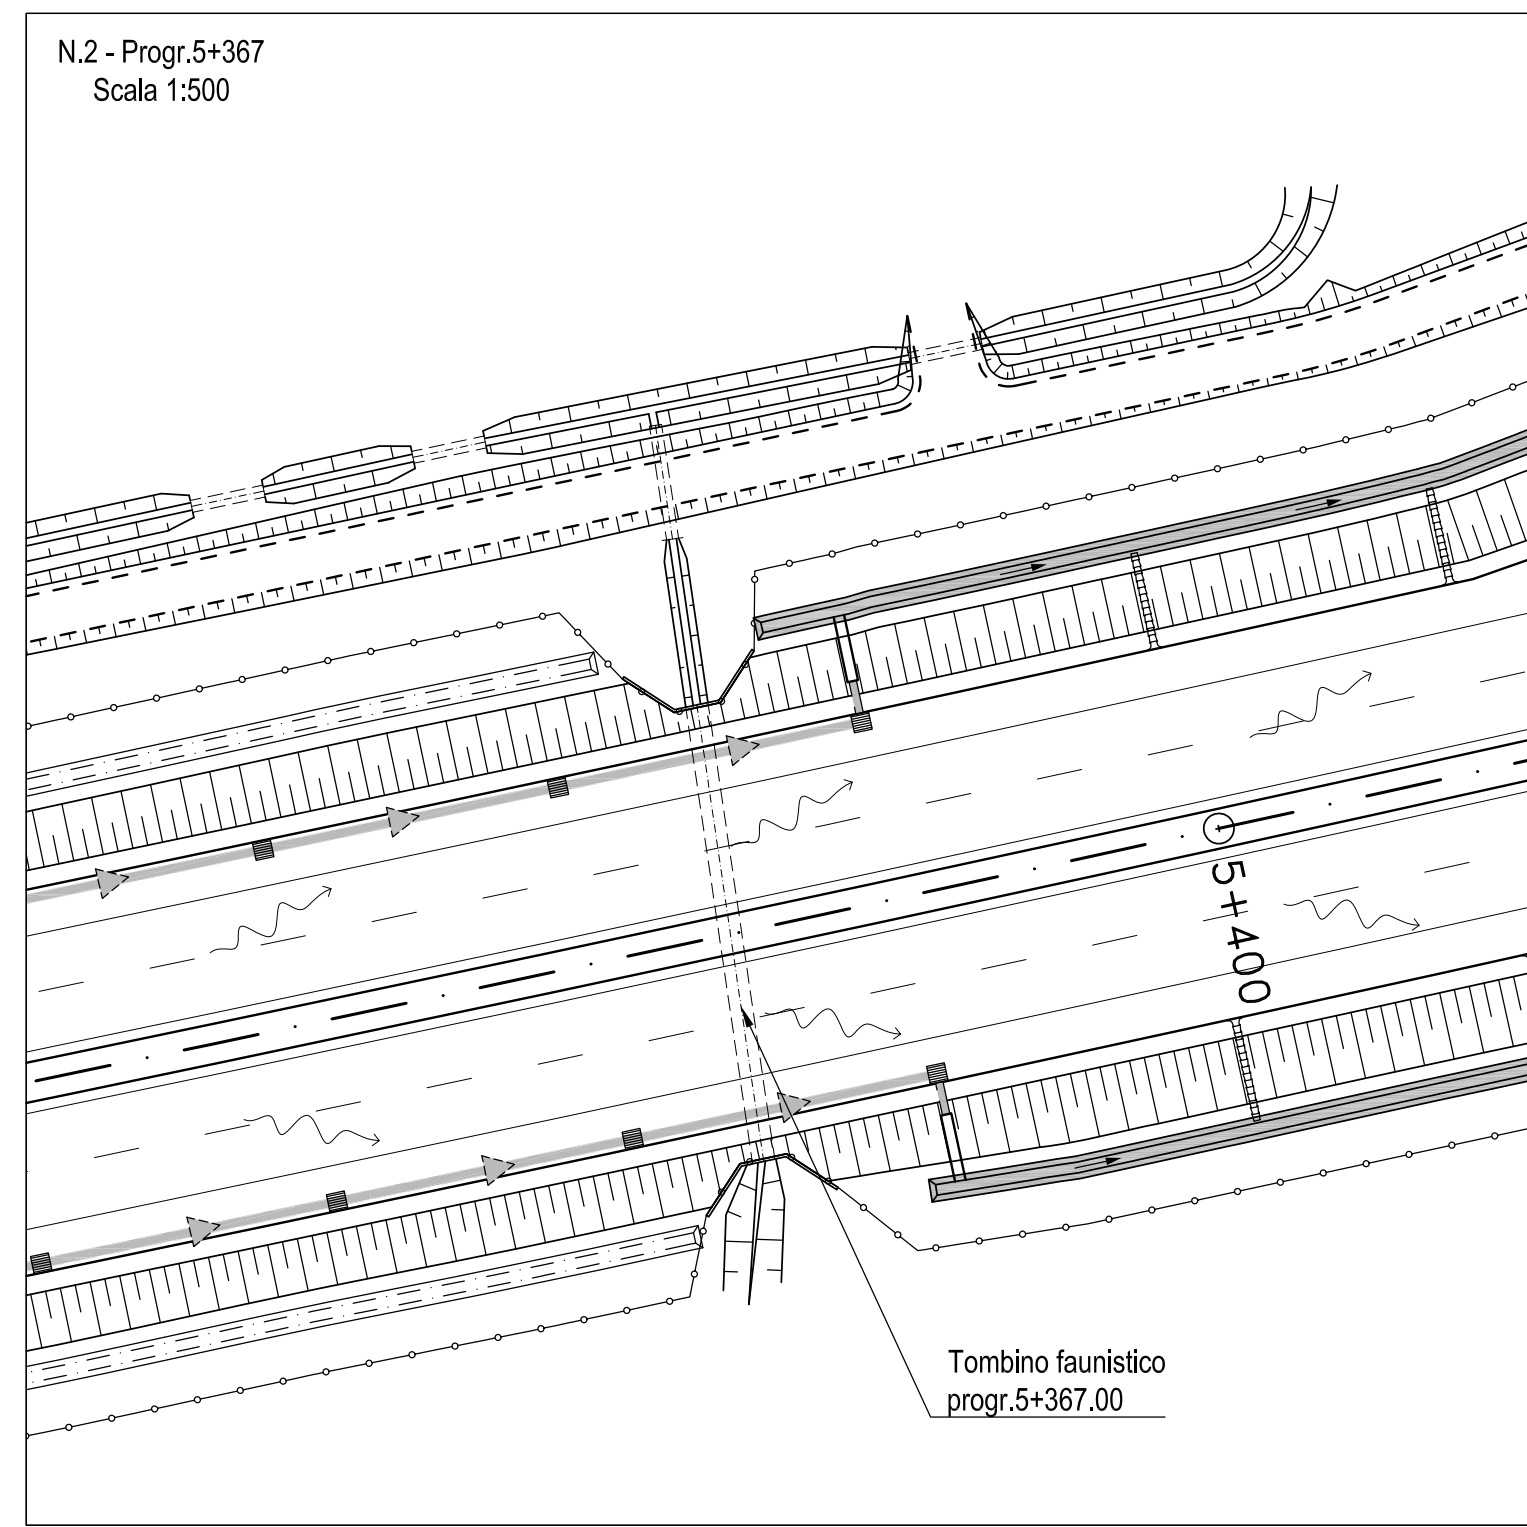 N.2 - Progr.5+367
Scala 1:500
5+400
Tombino faunistico
progr.5+367.00